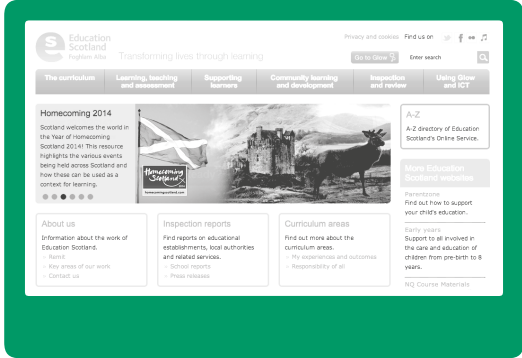 Privacy and cookies Find us on
Education
Scotland
Foghlam Alba
Transforming lives through learning
Go to Glow
Enter search
The curriculum
Learning, teaching
and assessment
Supporting
learners
Community learning
and development
Inspection
and review
Using Glow
and ICT
Homecoming 2014
Scotland welcomes the world in
the Year of Homecoming
Scotland 2014! This resource
highlights the various events
being held across Scotland and
how these can be used as a
context for learning.
Homecoming
Scotland
homecomingscotland.com
A-Z
A-Z directory of Education
Scotland's Online Service.
More Education
Scotland websites
Parentzone
Find out how to support
your child's education.
Early years
Support to all involved in
the care and education of
children from pre-birth to 8
years.
NQ Course Materials
About us
Information about the work of
Education Scotland.
Remit
Key areas of our work
Contact us
Inspection reports
Find reports on educational
establishments, local authorities
and related services.
School reports
Press releases
Curriculum areas
Find out more about the
curriculum areas.
My experiences and outcomes
Responsibility of all